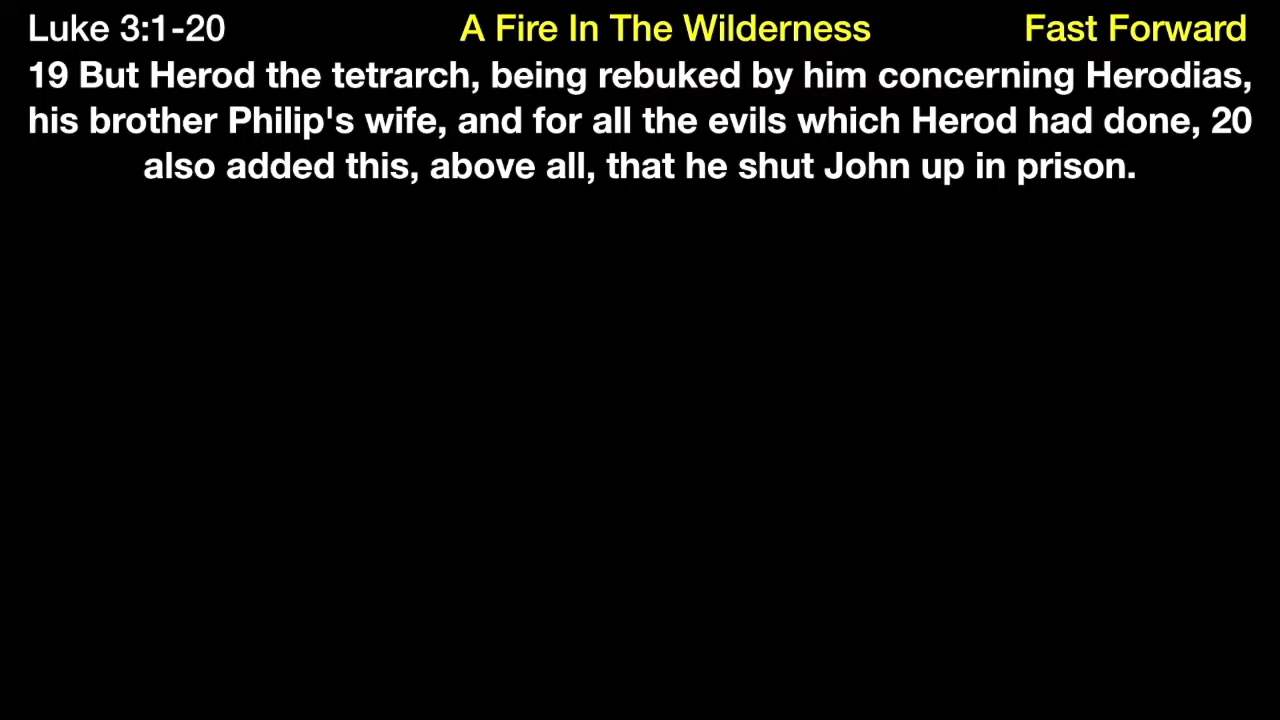 Luke 3:1-20 A Fire In The Wilderness Fast Forward
19 But Herod the tetrarch, being rebuked by him concerning Herodias,
his brother Philip's wife, and for all the evils which Herod had done, 20
also added this, above all, that he shut John up in prison.